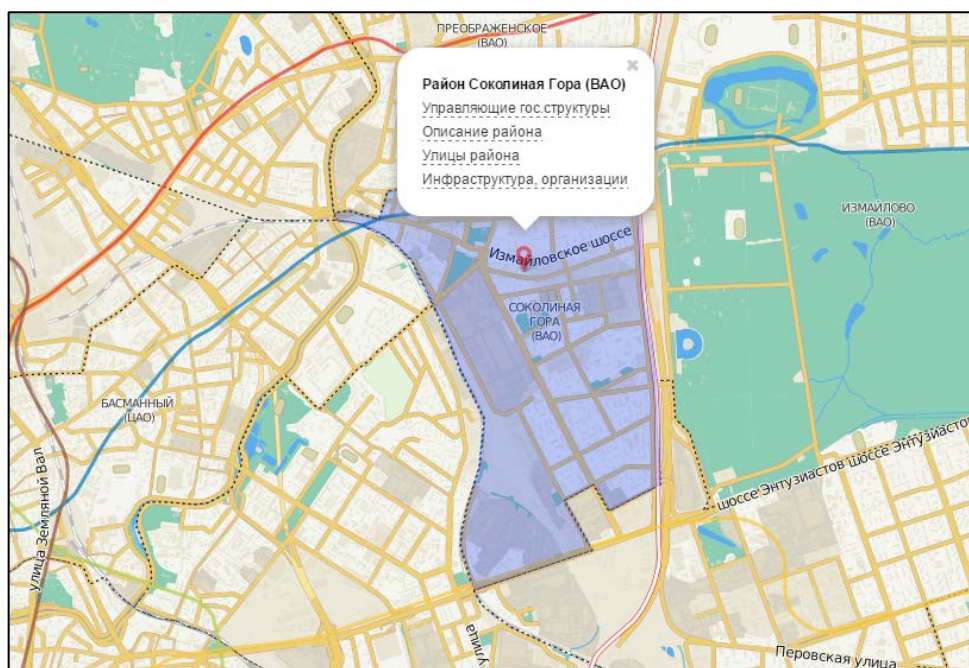 ПРЕОБРАЖЕНСКОЕ
(ВАО)
Район Соколиная Гора (ВАО)
Управляющие гос.структуры
Описание района
Улицы района
Инфраструктура, организации
ИЗМАЙЛОВО
(ВАО)
Измайловское шоссе
СОКОЛИНАЯ
ГОРА
(ВАО)
БАСМАННЫЙ
(ЦАО)
улица Земляной Вал
шоссе Энтузиастов шоссе Энтузиастов
улица
Перовская улица